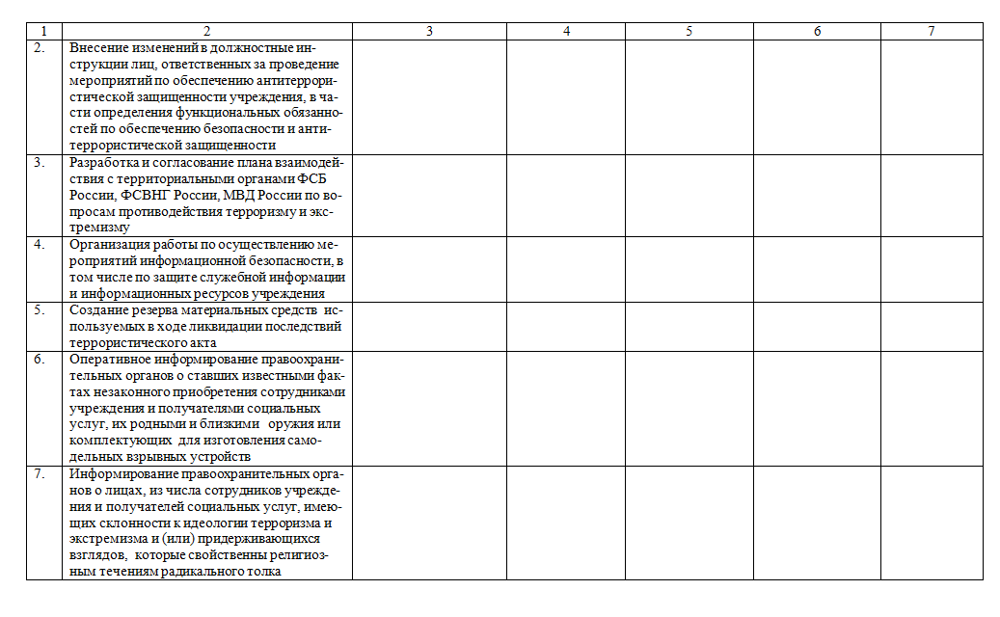 1 2 3 4 5 6 7
2. Внесение изменений в должностные ин-
струкции лиц, ответственных за проведение
мероприятий по обеспечению антитеррори-
стической защищенности учреждения, в ча-
сти определения функциональных обязанно-
стей по обеспечению безопасности и анти-
террористической защищенности
3. Разработка и согласование плана взаимодей-
ствия с территориальными органами ФСБ
России, ФСВНГ России, МВД России по во-
просам противодействия терроризму и экс-
тремизму
4. Организация работы по осуществлению ме-
роприятий информационной безопасности, в
том числе по защите служебной информации
и информационных ресурсов учреждения
5. Создание резерва материальных средств ис-
пользуемых в ходе ликвидации последствий
террористического акта
6. Оперативное информирование правоохрани-
тельных органов о ставших известными фак-
тах незаконного приобретения сотрудниками
учреждения и получателями социальных
услуг, их родными и близкими оружия или
комплектующих для изготовления само-
дельных взрывных устройств
7. Информирование правоохранительных орга-
нов о лицах, из числа сотрудников учрежде-
ния и получателей социальных услуг, имею-
щих склонности к идеологии терроризма и
экстремизма и (или) придерживающихся
взглядов, которые свойственны религиоз-
ным течениям радикального толка